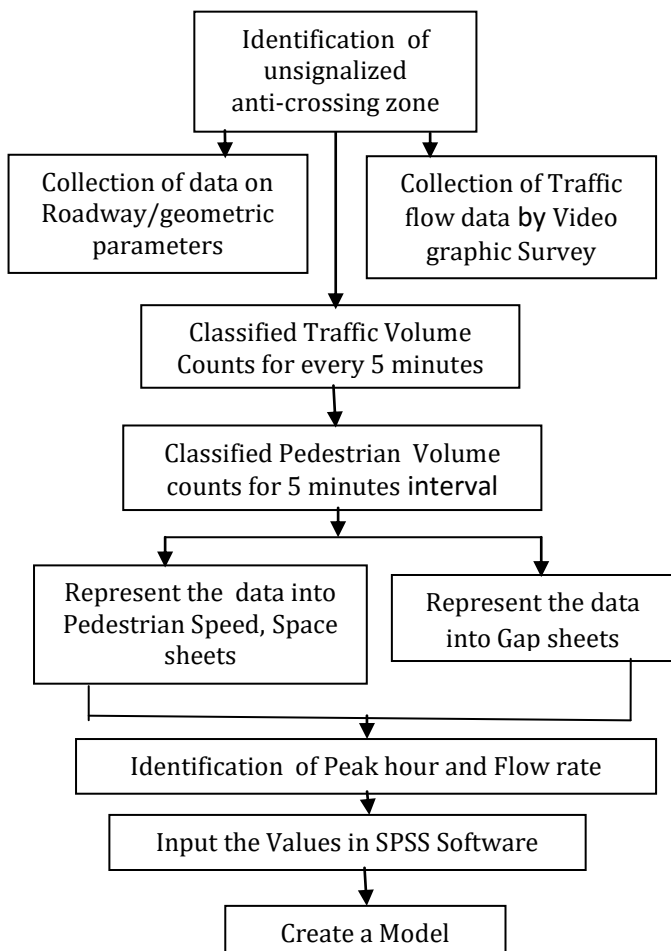 Identification of
unsignalized
anti-crossing zone
Collection of data on
Roadway/geometric
parameters
Collection of Traffic
flow data by Video
graphic Survey
Classified Traffic Volume
Counts for every 5 minutes
Classified Pedestrian Volume
counts for 5 minutes interval
Represent the data into
Pedestrian Speed, Space
sheets
Represent the data
into Gap sheets
Identification of Peak hour and Flow rate
Input the Values in SPSS Software
Create a Model